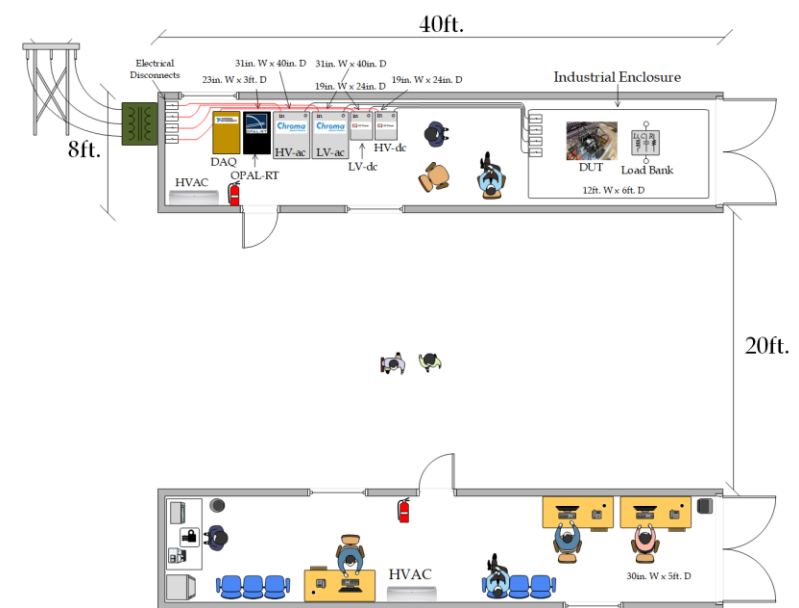 40ft.
Electrical
Disconnects
31in. W x 40in. D
31in. W x 40in. D
23in. W x 3ft. D
19in. W x 24in. D
19in. W x 24in. D
Industrial Enclosure
Chroma
Chroma
8ft.
HV-ac
LV-ac
HV-dc
DAQ
LV-dc
OPAL-RT
DUT
Load Bank
HVAC
12ft. W x 6ft. D
20ft.
HVAC
30in. W x 5ft. D